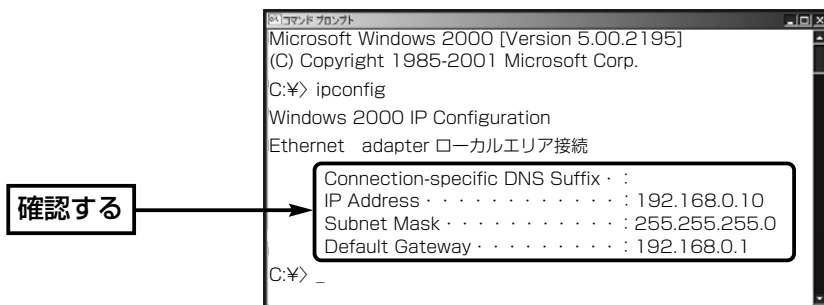 コマンド プロンプト
Microsoft Windows 2000 [Version 5.00.2195]
(C) Copyright 1985-2001 Microsoft Corp.
C:¥〉 ipconfig
Windows 2000 IP Configuration
Ethernet　adapter ローカルエリア接続
確認する
Connection-specific DNS Suffix・：
IP Address・・・・・・・・・・・・：192.168.0.10
Subnet Mask・・・・・・・・・・・：255.255.255.0
Default Gateway・・・・・・・・・：192.168.0.1
C:¥〉 _